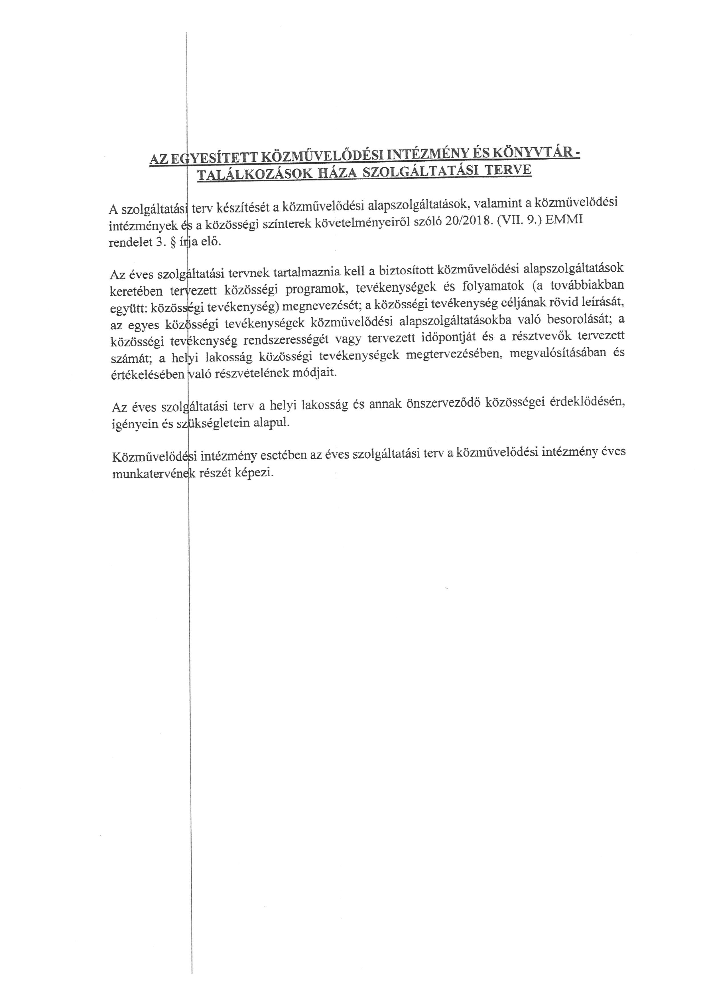 AZ EGYESÍTETT KÖZMŰVELŐDÉSI INTÉZMÉNY ÉS KÖNYVTÁR -
TALÁLKOZÁSOK HÁZA SZOLGÁLTATÁSI TERVE
A szolgáltatási terv készítését a közművelődési alapszolgáltatások, valamint a közművelődési
intézmények és a közösségi színterek követelményeiről szóló 20/2018. (VII. 9.) EMMI
rendelet 3. § írja elő.
Az éves szolgáltatási tervnek tartalmaznia kell a biztosított közművelődési alapszolgáltatások
keretében tervezett közösségi programok, tevékenységek és folyamatok (a továbbiakban
együtt: közösségi tevékenység) megnevezését; a közösségi tevékenység céljának rövid leírását,
az egyes közösségi tevékenységek közművelődési alapszolgáltatásokba való besorolását; a
közösségi tevékenység rendszerességét vagy tervezett időpontját és a résztvevők tervezett
számát; a helyi lakosság közösségi tevékenységek megtervezésében, megvalósításában és
értékelésében való részvételének módjait.
Az éves szolgáltatási terv a helyi lakosság és annak önszerveződő közösségei érdeklődésén,
igényein és szükségletein alapul.
Közművelődési intézmény esetében az éves szolgáltatási terv a közművelődési intézmény éves
munkatervének részét képezi.